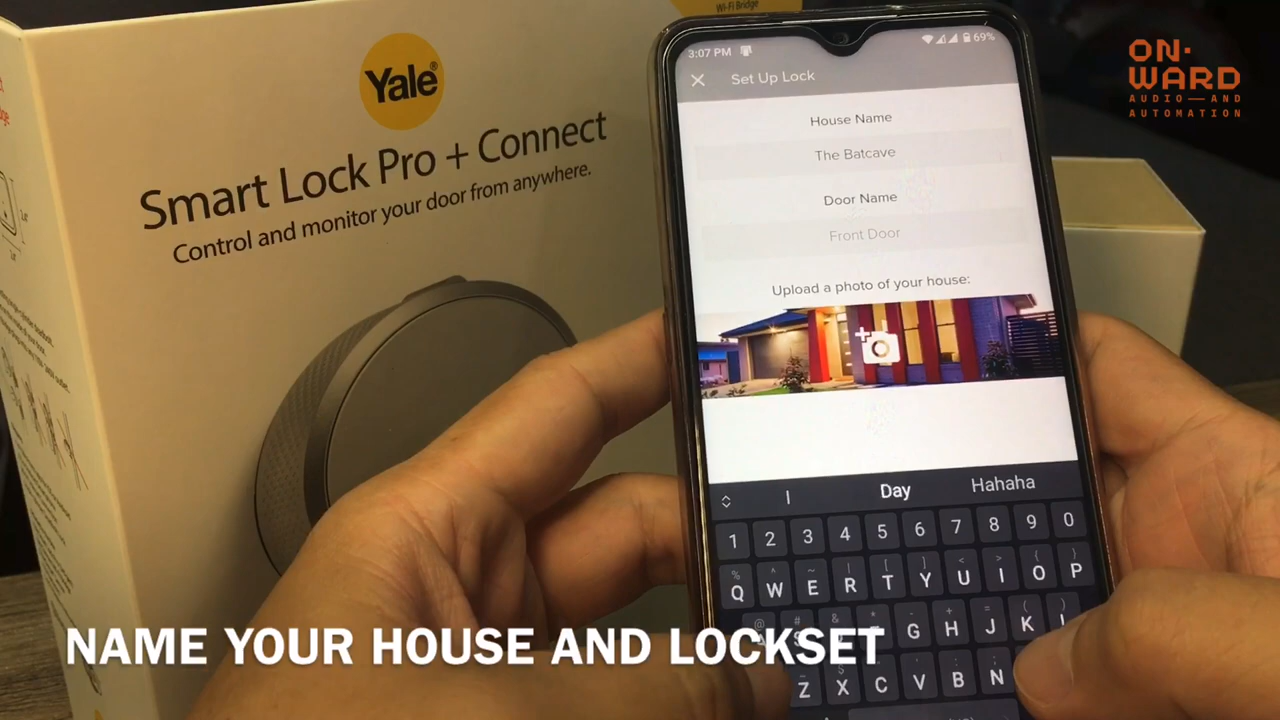 Wi-Fi Bridge
Yale®
Smart Lock Pro + Connect
Control and monitor your door from anywhere.
3:07 PM
69%
Set Up Lock
House Name
The Batcave
Door Name
Front Door
Upload a photo of your house:
I Day Hahaha
1 2 3 4 5 6 7 8 9 0
Q W E R T Y U I O P
G H J K
Z X C V B N
ON-
WARD
AUDIO—AND
AUTOMATION
NAME YOUR HOUSE AND LOCKSET